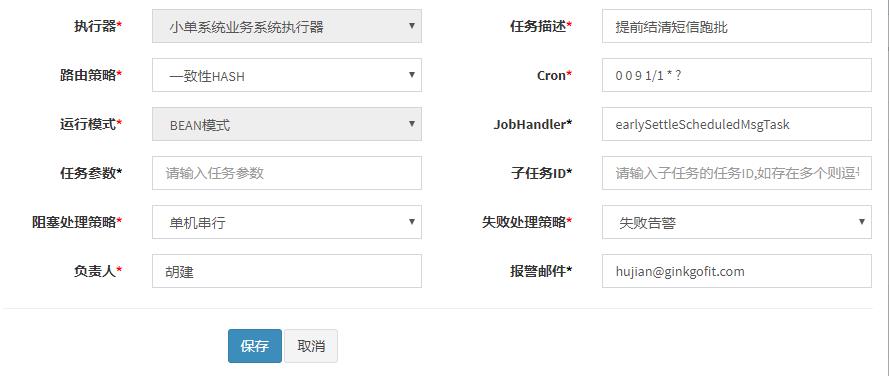 执行器* 小单系统业务系统执行器 任务描述* 提前结清短信跑批
路由策略* 一致性HASH Cron* 0 0 9 1/1 * ?
运行模式* BEAN模式 JobHandler* earlySettleScheduledMsgTask
任务参数* 请输入任务参数 子任务ID* 请输入子任务的任务ID,如存在多个则逗
阻塞处理策略* 单机串行 失败处理策略* 失败告警
负责人* 胡建 报警邮件* hujian@ginkgofit.com
保存 取消